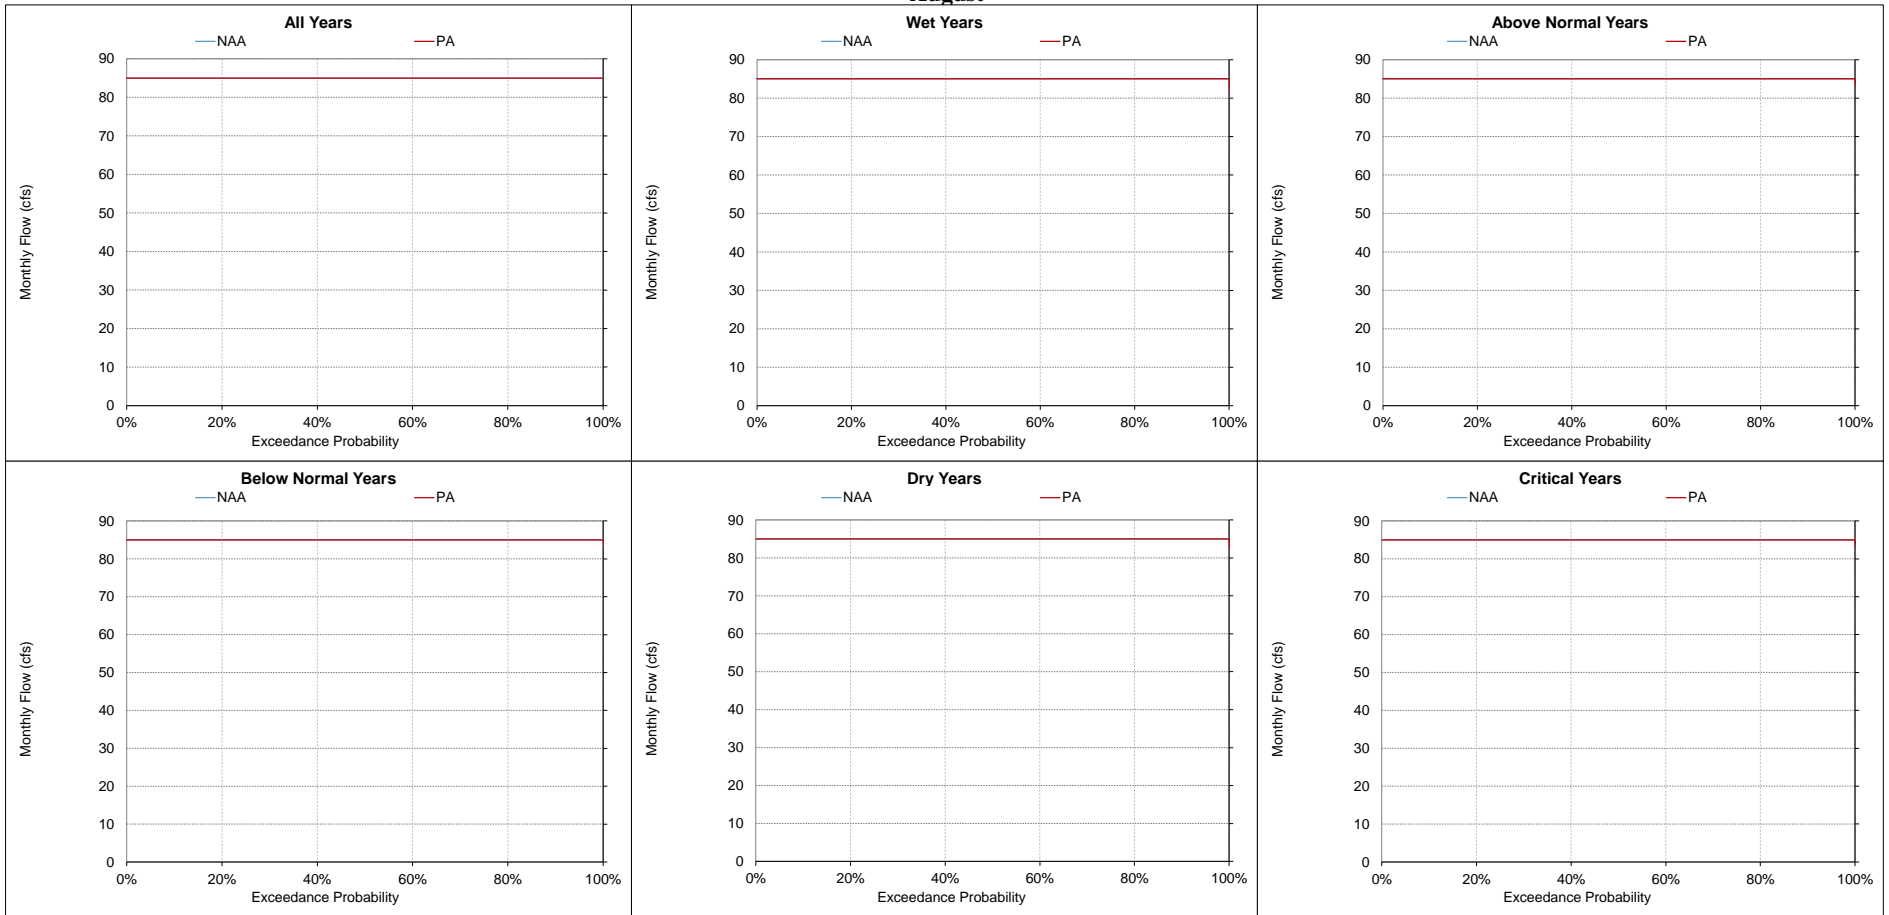 August
All Years
NAA PA
90
80
70
60
50
40
30
20
10
0
Monthly Flow (cfs)
0% 20% 40% 60% 80% 100%
Exceedance Probability
Wet Years
NAA PA
90
80
70
60
50
40
30
20
10
0
Monthly Flow (cfs)
0% 20% 40% 60% 80% 100%
Exceedance Probability
Above Normal Years
NAA PA
90
80
70
60
50
40
30
20
10
0
Monthly Flow (cfs)
0% 20% 40% 60% 80% 100%
Exceedance Probability
Below Normal Years
NAA PA
90
80
70
60
50
40
30
20
10
0
Monthly Flow (cfs)
0% 20% 40% 60% 80% 100%
Exceedance Probability
Dry Years
NAA PA
90
80
70
60
50
40
30
20
10
0
Monthly Flow (cfs)
0% 20% 40% 60% 80% 100%
Exceedance Probability
Critical Years
NAA PA
90
80
70
60
50
40
30
20
10
0
Monthly Flow (cfs)
0% 20% 40% 60% 80% 100%
Exceedance Probability